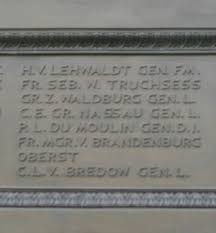 H.V. LEHWALDT GEN. FM.
FR. SEB. W. TRUCHSESS
GR. Z. WALDBURG GEN. L.
C.E. GR. NASSAU GEN. L.
P. L. DU MOULIN GEN. D. I.
FR. MGR. V. BRANDENBURG
OBERST
C.L.V. BREDOW GEN. L.